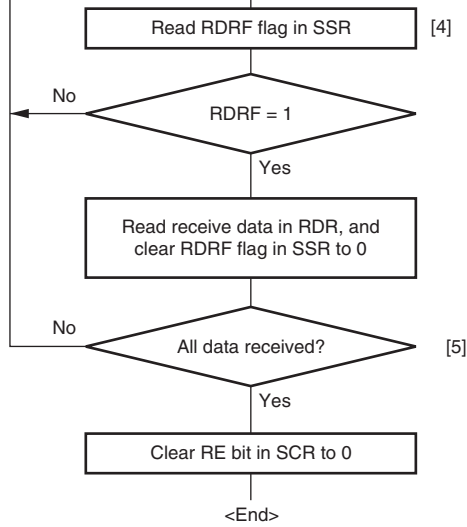 Read RDRF flag in SSR
[4]
No
RDRF = 1
Yes
Read receive data in RDR, and
clear RDRF flag in SSR to 0
No
All data received?
[5]
Yes
Clear RE bit in SCR to 0
<End>